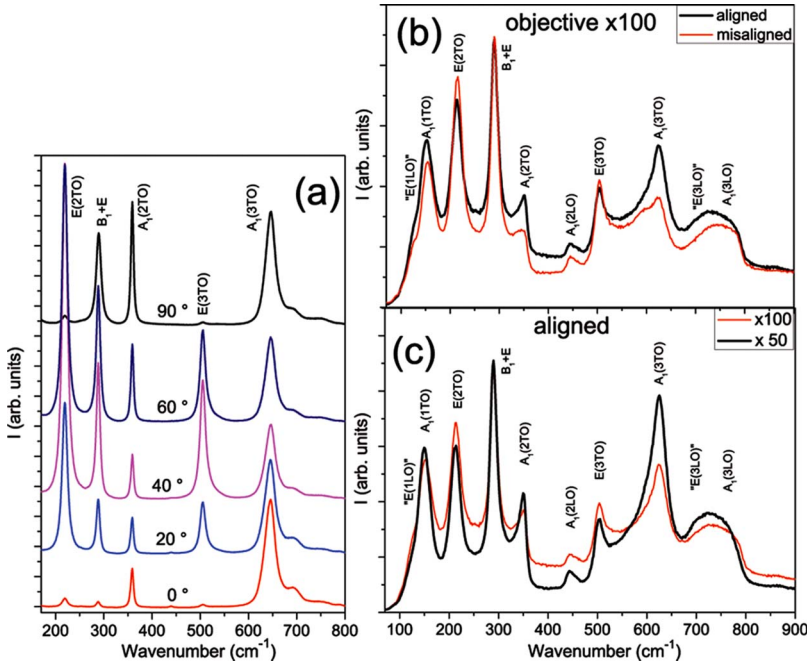 (a)
I (arb. units)
E(2TO)
B₁+E
A₁(2TO)
E(3TO)
A₁(3TO)
90 °
60 °
40 °
20 °
0 °
200 300 400 500 600 700 800
Wavenumber (cm⁻¹)
(b)
objective x100
aligned
misaligned
I (arb. units)
"E(1LO)"
A₁(1TO)
E(2TO)
B₁+E
A₁(2TO)
A₁(2LO)
E(3TO)
A₁(3TO)
"E(3LO)"
A₁(3LO)
(c)
aligned
x100
x 50
I (arb. units)
"E(1LO)"
A₁(1TO)
E(2TO)
B₁+E
A₁(2TO)
A₁(2LO)
E(3TO)
A₁(3TO)
"E(3LO)"
A₁(3LO)
100 200 300 400 500 600 700 800 900
Wavenumber (cm⁻¹)